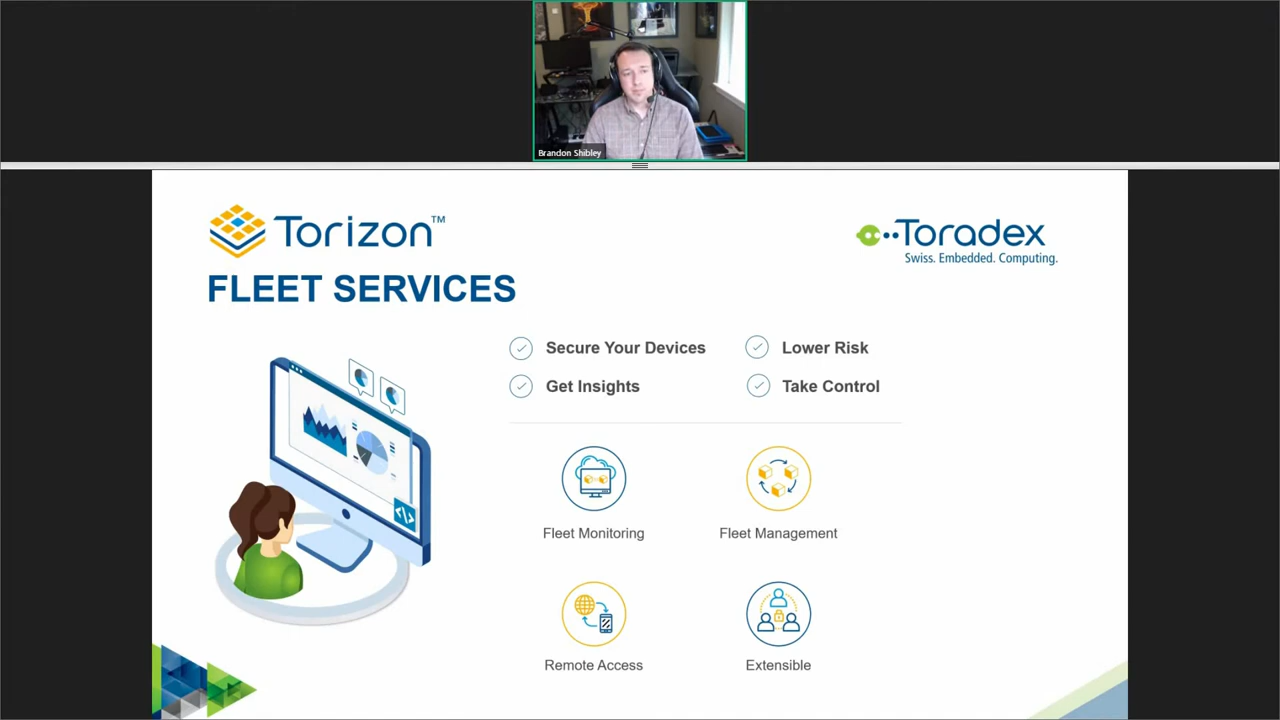 Brandon Shibley
Torizon™
Toradex
Swiss. Embedded. Computing.
FLEET SERVICES
Secure Your Devices
Lower Risk
Get Insights
Take Control
</>
Fleet Monitoring
Fleet Management
Remote Access
Extensible